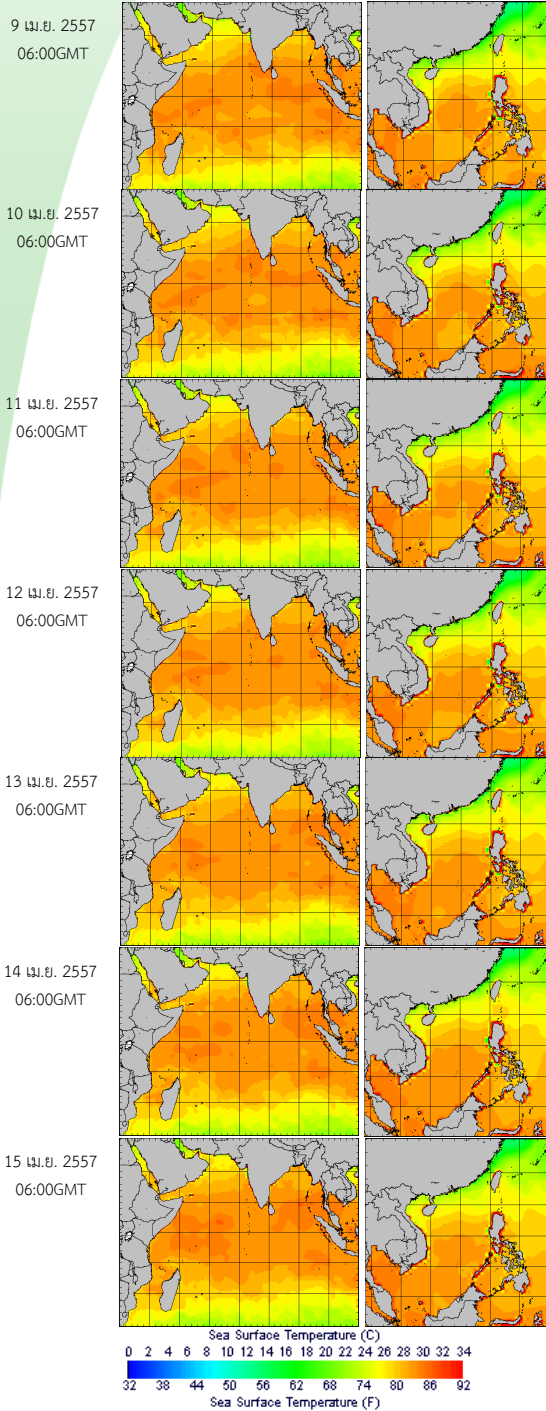 9 เม.ย. 2557
06:00GMT
10 เม.ย. 2557
06:00GMT
11 เม.ย. 2557
06:00GMT
12 เม.ย. 2557
06:00GMT
13 เม.ย. 2557
06:00GMT
14 เม.ย. 2557
06:00GMT
15 เม.ย. 2557
06:00GMT
Sea Surface Temperature (C)
0 2 4 6 8 10 12 14 16 18 20 22 24 26 28 30 32 34
32 38 44 50 56 62 68 74 80 86 92
Sea Surface Temperature (F)